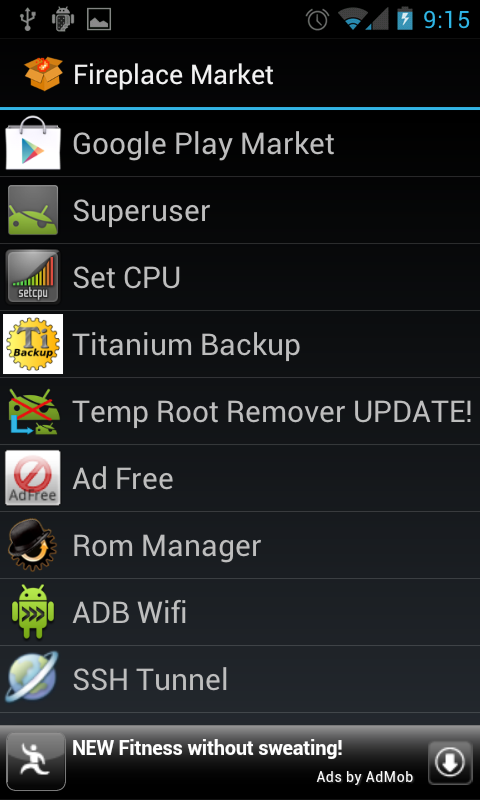 9:15
Fireplace Market
Google Play Market
Superuser
setcpu
Set CPU
Ti
Backup
Titanium Backup
Temp Root Remover UPDATE!
AdFree
Ad Free
Rom Manager
ADB Wifi
SSH Tunnel
NEW Fitness without sweating!
Ads by AdMob